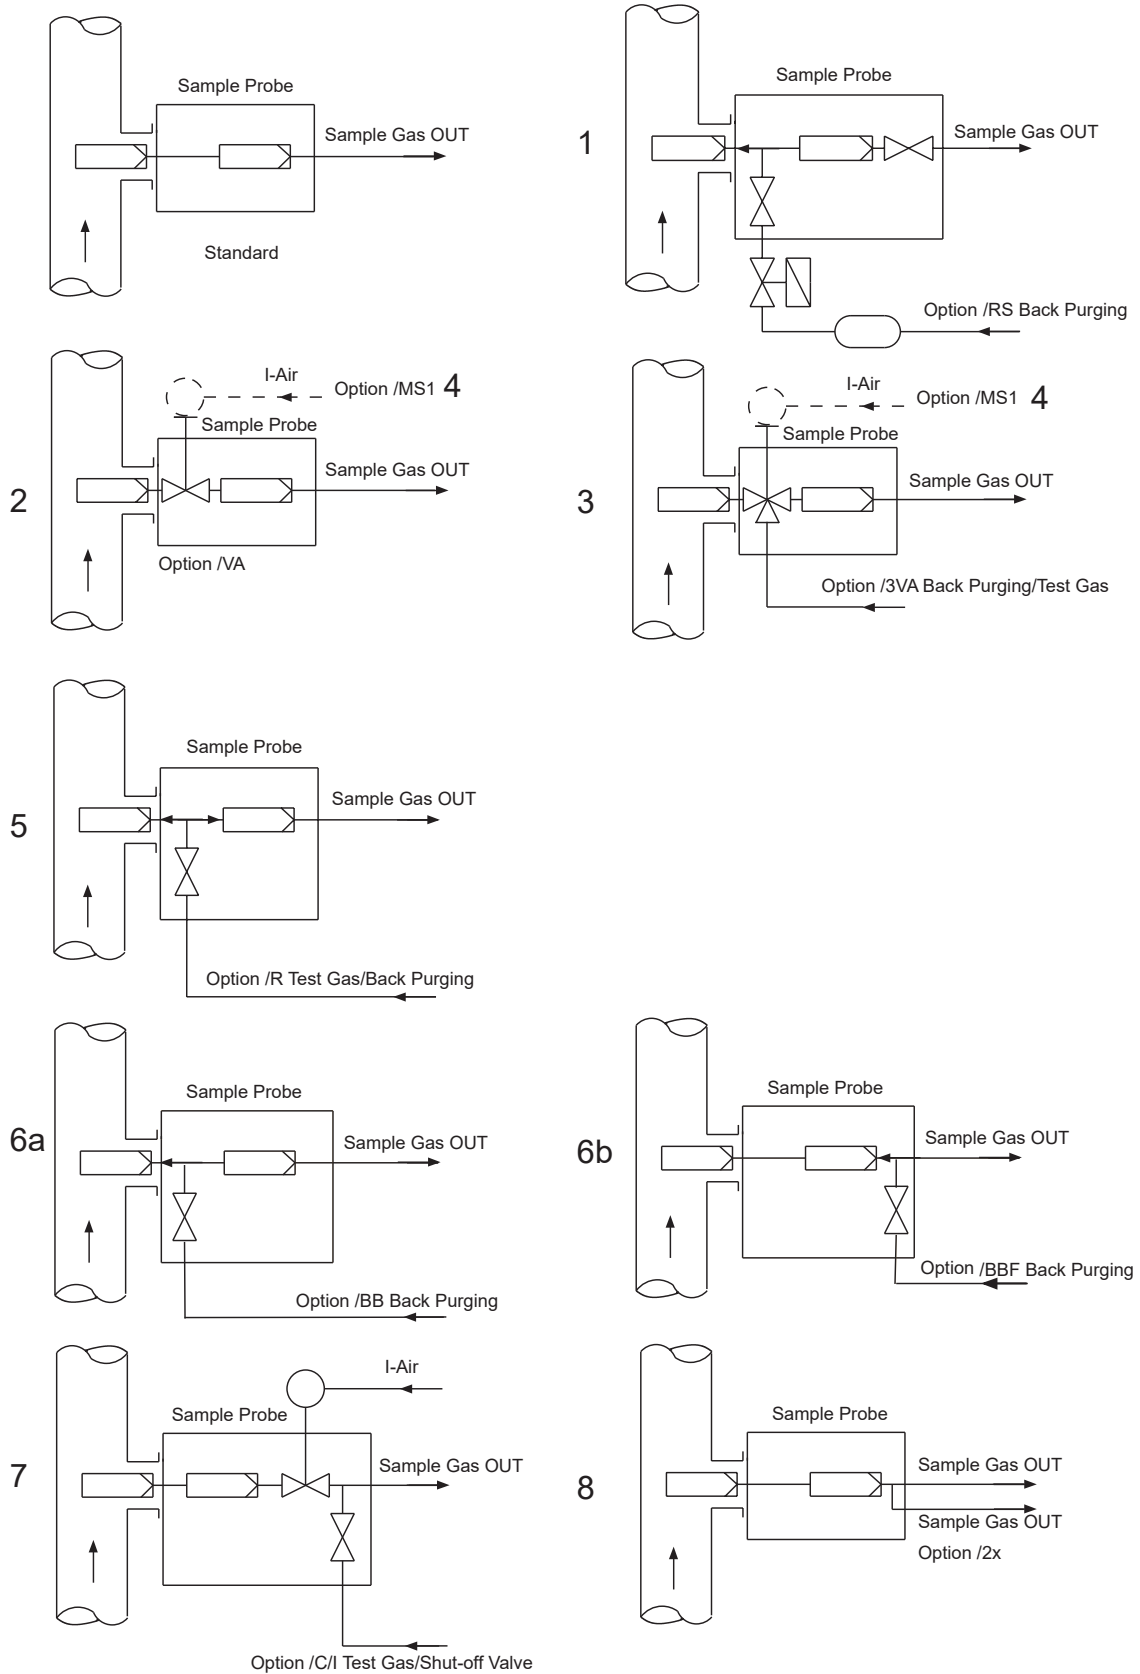 Sample Probe
Sample Gas OUT
Standard
1
Sample Probe
Sample Gas OUT
Option /RS Back Purging
2
I-Air
Option /MS1 4
Sample Probe
Sample Gas OUT
Option /VA
3
I-Air
Option /MS1 4
Sample Probe
Sample Gas OUT
Option /3VA Back Purging/Test Gas
5
Sample Probe
Sample Gas OUT
Option /R Test Gas/Back Purging
6a
Sample Probe
Sample Gas OUT
Option /BB Back Purging
6b
Sample Probe
Sample Gas OUT
Option /BBF Back Purging
7
I-Air
Sample Probe
Sample Gas OUT
Option /C/I Test Gas/Shut-off Valve
8
Sample Probe
Sample Gas OUT
Sample Gas OUT
Option /2x